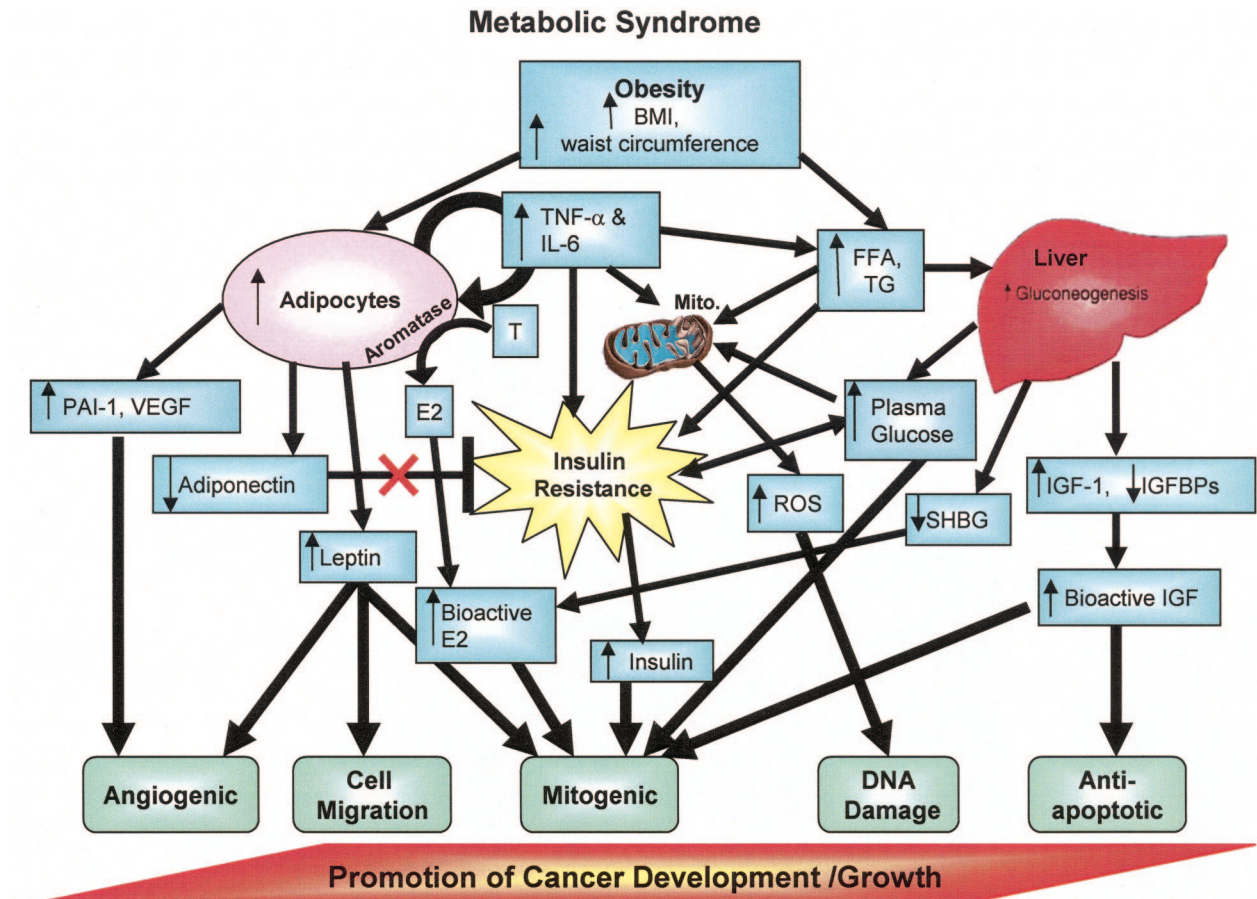 Metabolic Syndrome
Obesity
BMI,
waist circumference
TNF-α &
IL-6
FFA,
TG
Liver
Gluconeogenesis
Adipocytes
Aromatase
T
Mito.
PAI-1, VEGF
E2
Plasma
Glucose
Insulin
Resistance
Adiponectin
IGF-1, IGFBPs
ROS
SHBG
Leptin
Bioactive
E2
Bioactive IGF
Insulin
Angiogenic
Cell
Migration
Mitogenic
DNA
Damage
Anti-
apoptotic
Promotion of Cancer Development /Growth